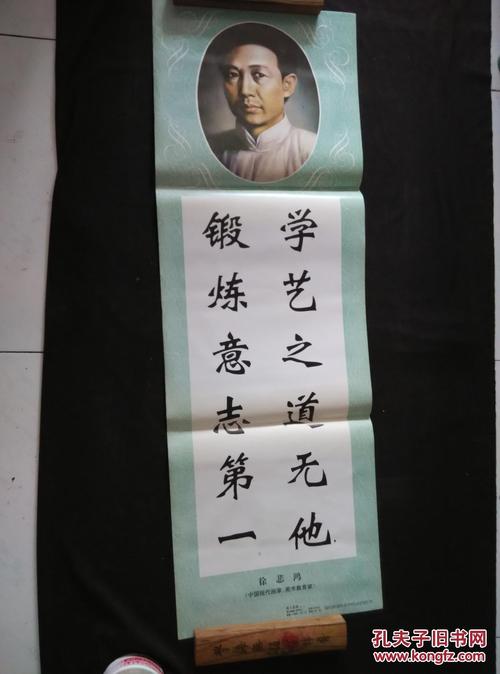 学艺之道无他
锻炼意志第一
徐悲鸿
(中国现代画家、美术教育家)
孔夫子旧书网
www.kongfz.com